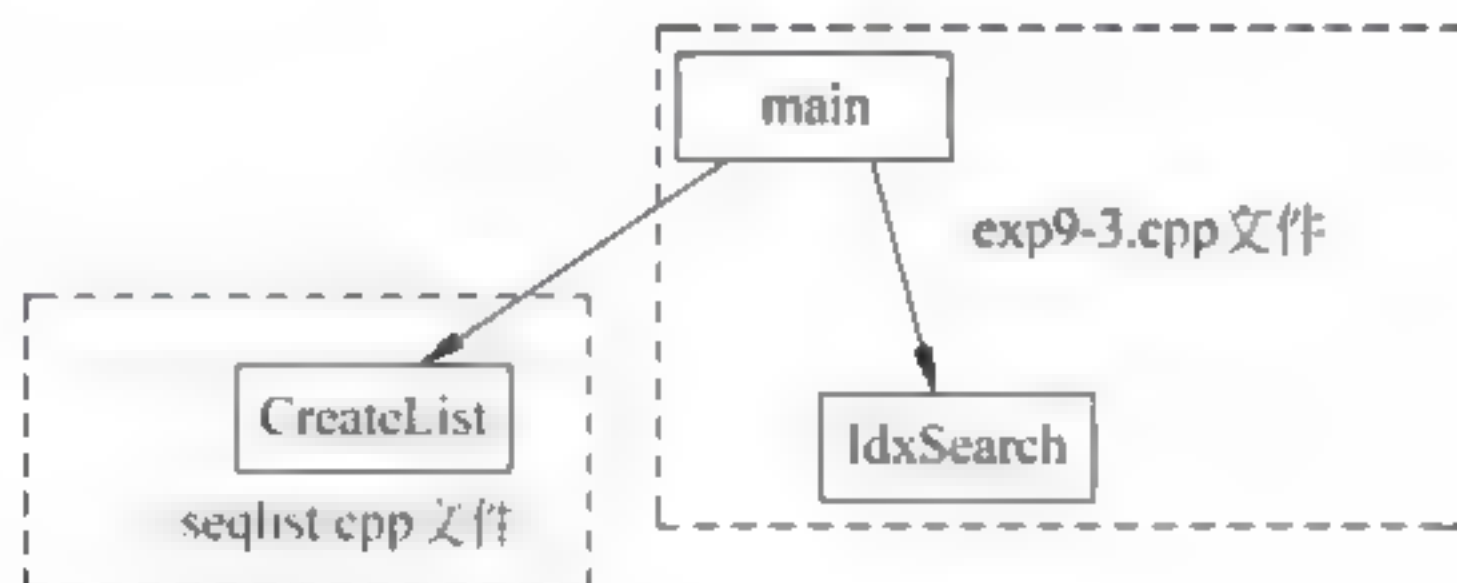 main
exp9-3.cpp 文件
CreateList
IdxSearch
seqlist cpp 文件